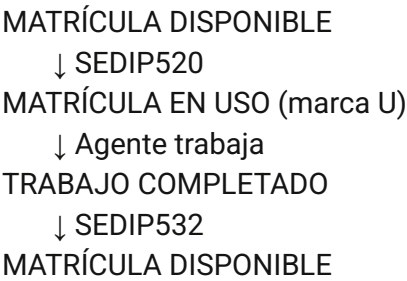 MATRÍCULA DISPONIBLE
↓ SEDIP520
MATRÍCULA EN USO (marca U)
↓ Agente trabaja
TRABAJO COMPLETADO
↓ SEDIP532
MATRÍCULA DISPONIBLE